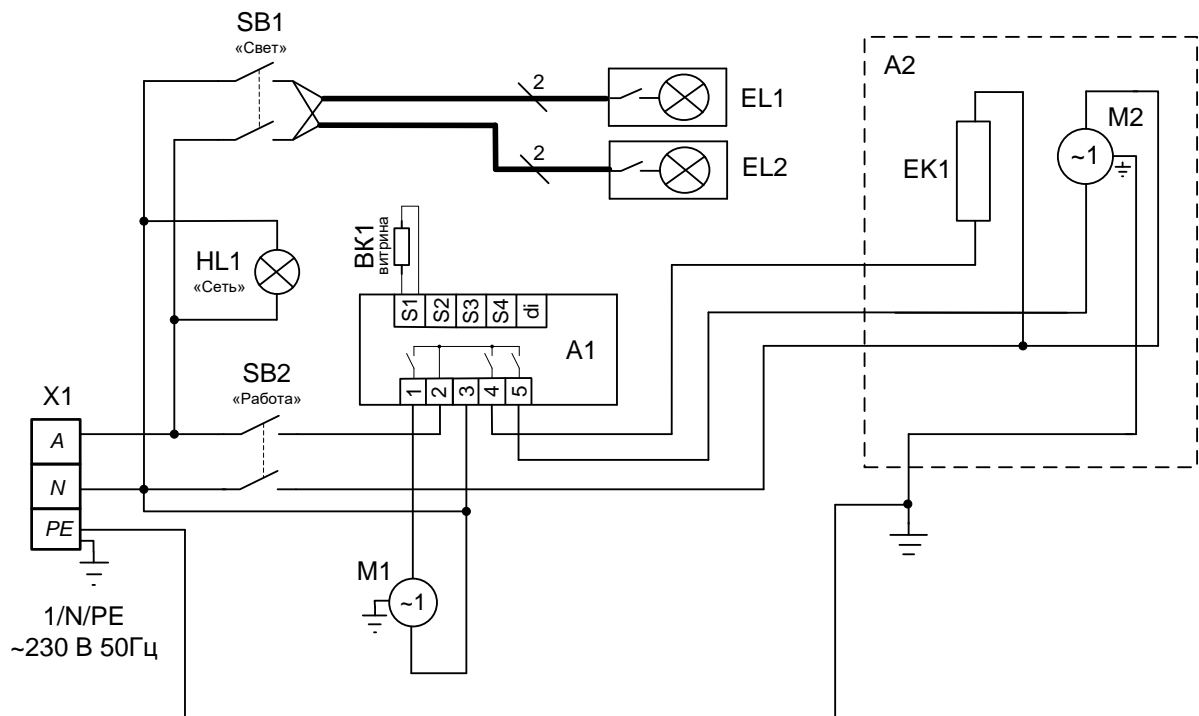 SB1
«Свет»
2
EL1
2
EL2
A2
M2
~1
EK1
BK1
витрина
HL1
«Сеть»
S1 S2 S3 S4 di
A1
1 2 3 4 5
SB2
«Работа»
X1
A
N
PE
M1
~1
1/N/PE
~230 В 50Гц